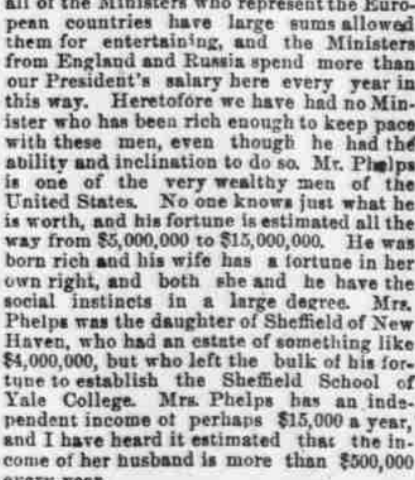 all of the Ministers who represent the Euro-
pean countries have large sums allowed
them for entertaining, and the Ministers
from England and Russia spend more than
our President's salary here every year in
this way. Heretofore we have had no Min-
ister who has been rich enough to keep pace
with these men, even though he had the
ability and inclination to do so. Mr. Phelps
is one of the very wealthy men of the
United States. No one knows just what he
is worth, and his fortune is estimated all the
way from $5,000,000 to $15,000,000. He was
born rich and his wife has a fortune in her
own right, and both she and he have the
social instincts in a large degree. Mrs.
Phelps was the daughter of Sheffield of New
Haven, who had an estate of something like
$4,000,000, but who left the bulk of his for-
tune to establish the Sheffield School of
Yale College. Mrs. Phelps has an inde-
pendent income of perhaps $15,000 a year,
and I have heard it estimated that the in-
come of her husband is more than $500,000
every year